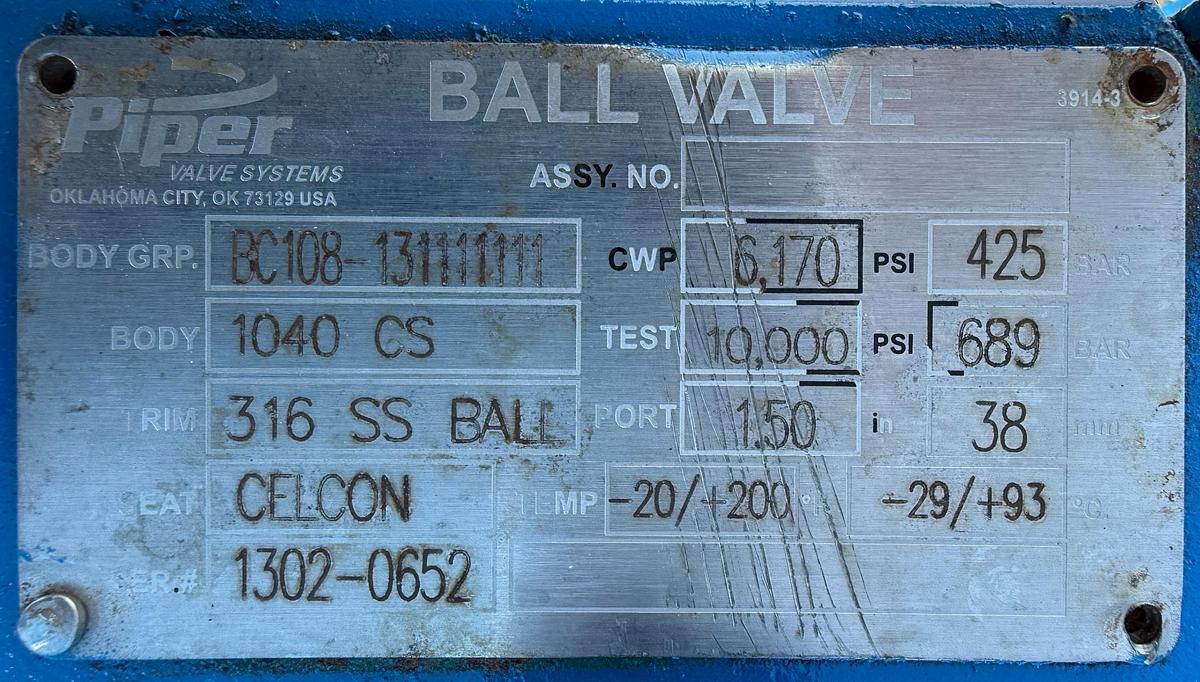 Piper
VALVE SYSTEMS
OKLAHOMA CITY, OK 73129 USA
BALL VALVE
3914-3
ASSY. NO.
BODY GRP. BC108-131111111 CWP 6,170 PSI 425 BAR
BODY 1040 CS TEST 10,000 PSI 689 BAR
TRIM 316 SS BALL PORT 1.50 in 38 mm
SEAT CELCON TEMP -20/+200 °F. -29/+93 °C.
SER.# 1302-0652